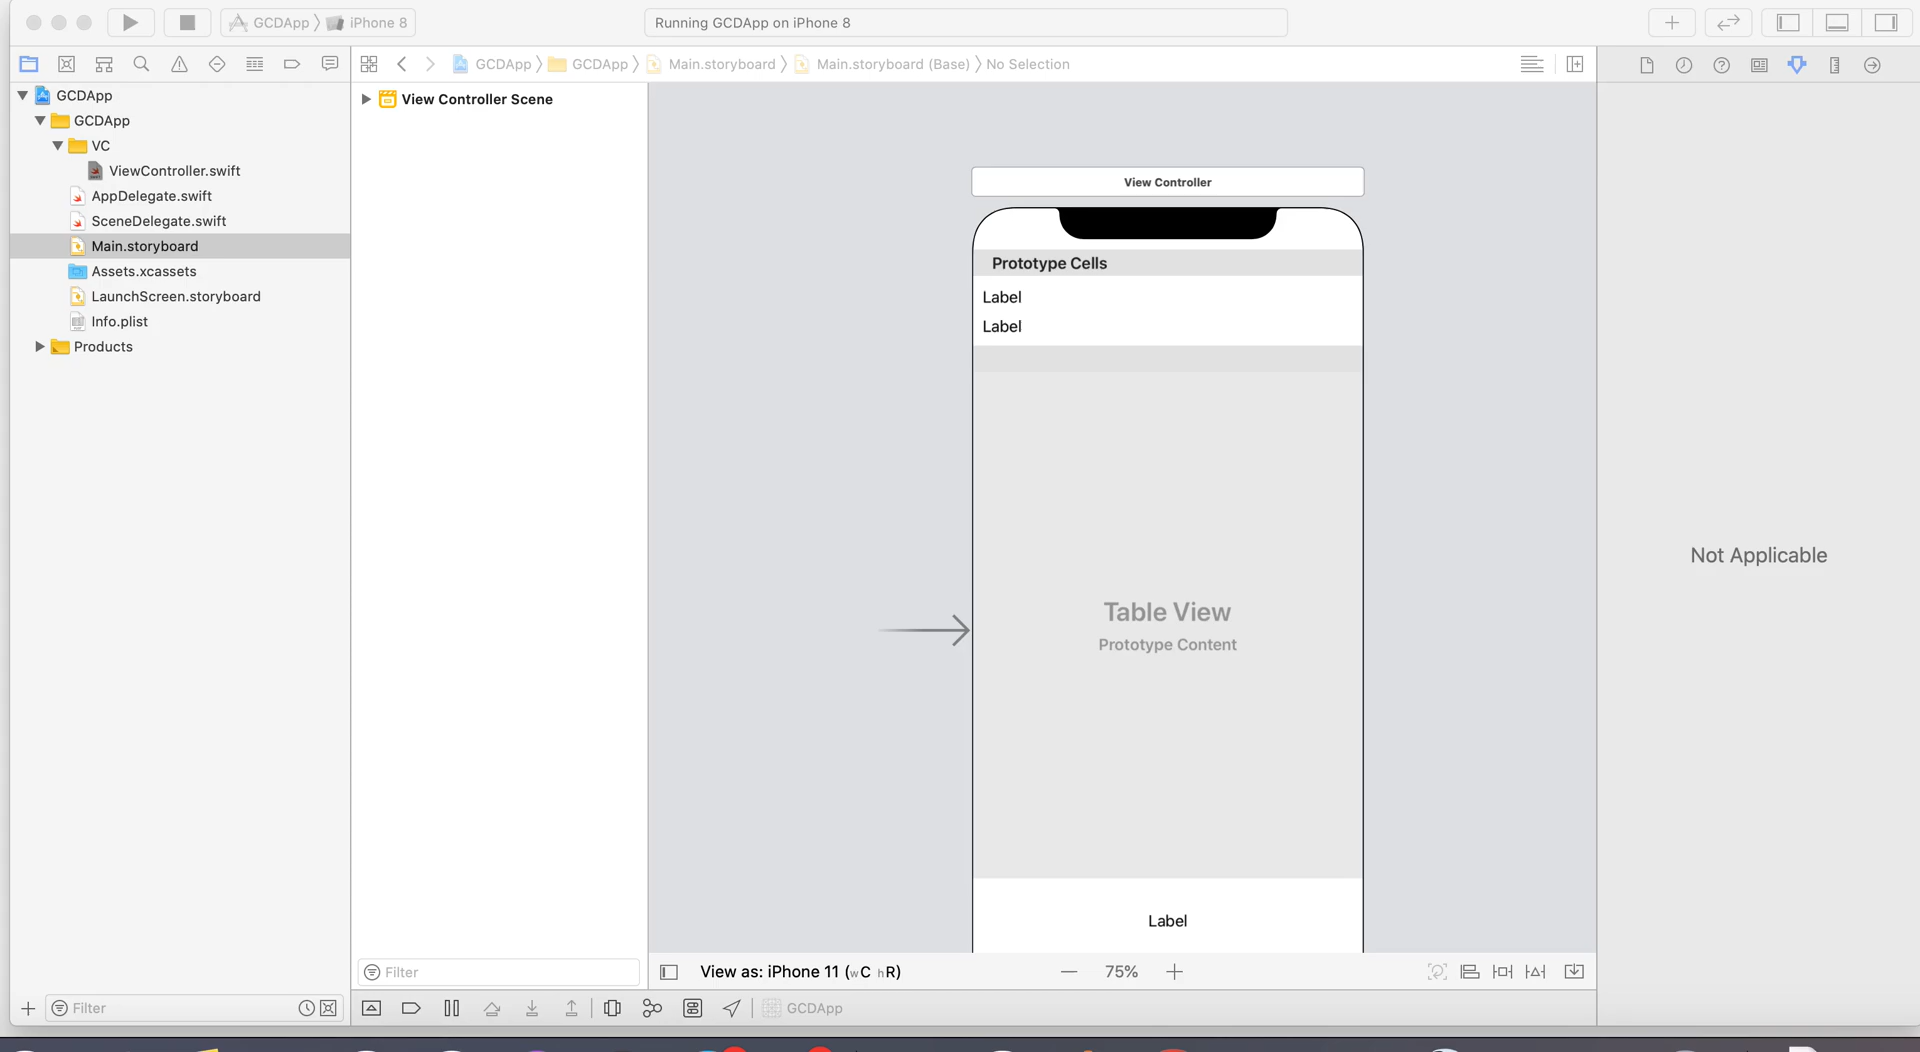 GCDApp 〉 iPhone 8
Running GCDApp on iPhone 8
GCDApp 〉 GCDApp 〉 Main.storyboard 〉 Main.storyboard (Base) 〉 No Selection
GCDApp
GCDApp
VC
ViewController.swift
AppDelegate.swift
SceneDelegate.swift
Main.storyboard
Assets.xcassets
LaunchScreen.storyboard
Info.plist
Products
View Controller Scene
View Controller
Prototype Cells
Label
Label
Table View
Prototype Content
Label
Not Applicable
Filter
View as: iPhone 11 (wC hR)
75%
Filter
GCDApp